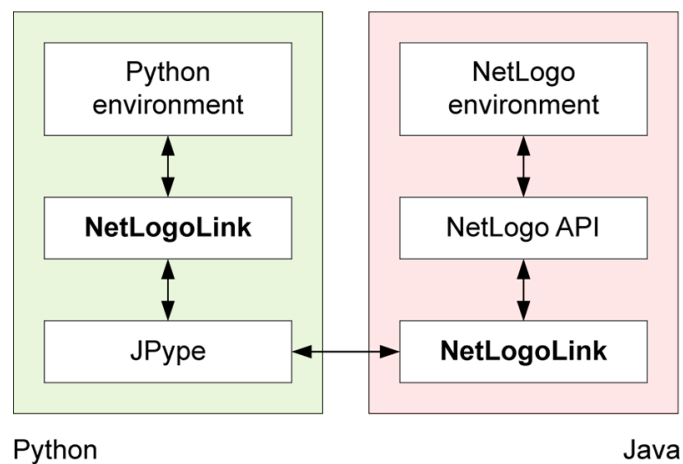 Python
environment
NetLogoLink
JPype
Python
NetLogo
environment
NetLogo API
NetLogoLink
Java